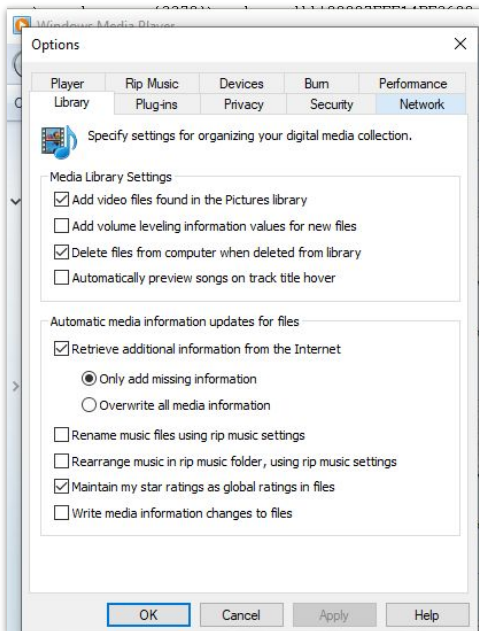 Windows Media Player
Options
Player Rip Music Devices Burn Performance
Library Plug-ins Privacy Security Network
Specify settings for organizing your digital media collection.
Media Library Settings
Add video files found in the Pictures library
Add volume leveling information values for new files
Delete files from computer when deleted from library
Automatically preview songs on track title hover
Automatic media information updates for files
Retrieve additional information from the Internet
Only add missing information
Overwrite all media information
Rename music files using rip music settings
Rearrange music in rip music folder, using rip music settings
Maintain my star ratings as global ratings in files
Write media information changes to files
OK Cancel Apply Help